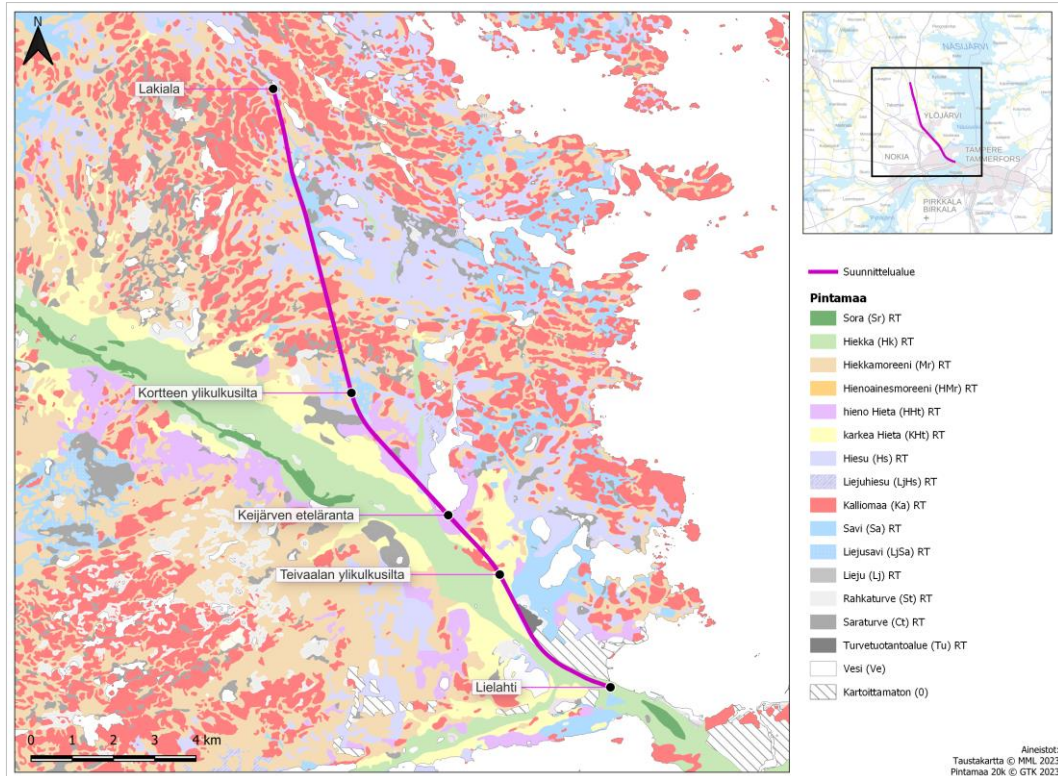 N
Lakiala
Kortteen ylikulkusilta
Keijärven eteläranta
Teivaalan ylikulkusilta
Lielahti
0 2 4 km
NÄSIJÄRVI
YLÖJÄRVI
NOKIA
TAMPERE
TAMMERFORS
PIRKKALA
BIRKALA
Suunnittelualue
Pintamaa
Sora (Sr) RT
Hiekka (Hk) RT
Hiekkamoreeni (Mr) RT
Hienoainesmoreeni (HMr) RT
hieno Hieta (HHt) RT
karkea Hieta (KHt) RT
Hiesu (Hs) RT
Liejuhiesu (LjHs) RT
Kalliomaa (Ka) RT
Savi (Sa) RT
Liejusavi (LjSa) RT
Lieju (Lj) RT
Rahkaturve (St) RT
Saraturve (Ct) RT
Turvetuotantoalue (Tu) RT
Vesi (Ve)
Kartoittamaton (0)
Aineistot:
Taustakartta © MML 2023
Pintamaa 20k © GTK 2023